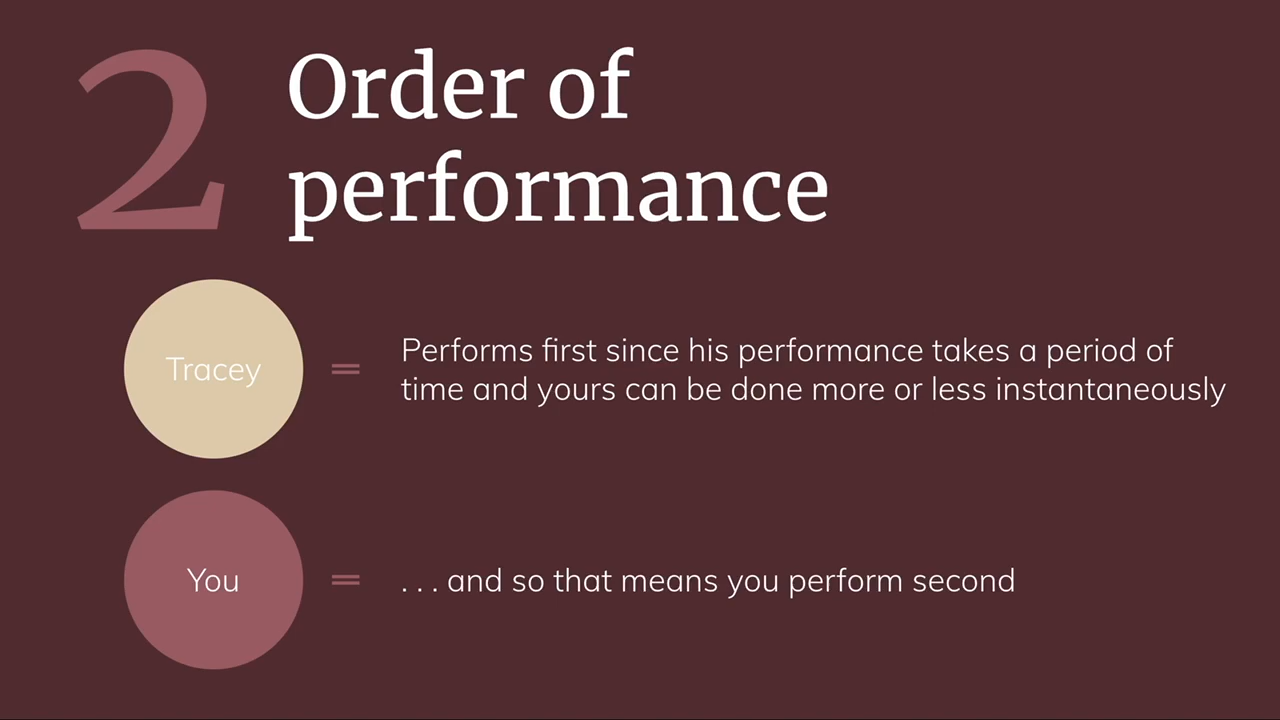 2
Order of
performance
Tracey
=
Performs first since his performance takes a period of
time and yours can be done more or less instantaneously
You
=
. . . and so that means you perform second